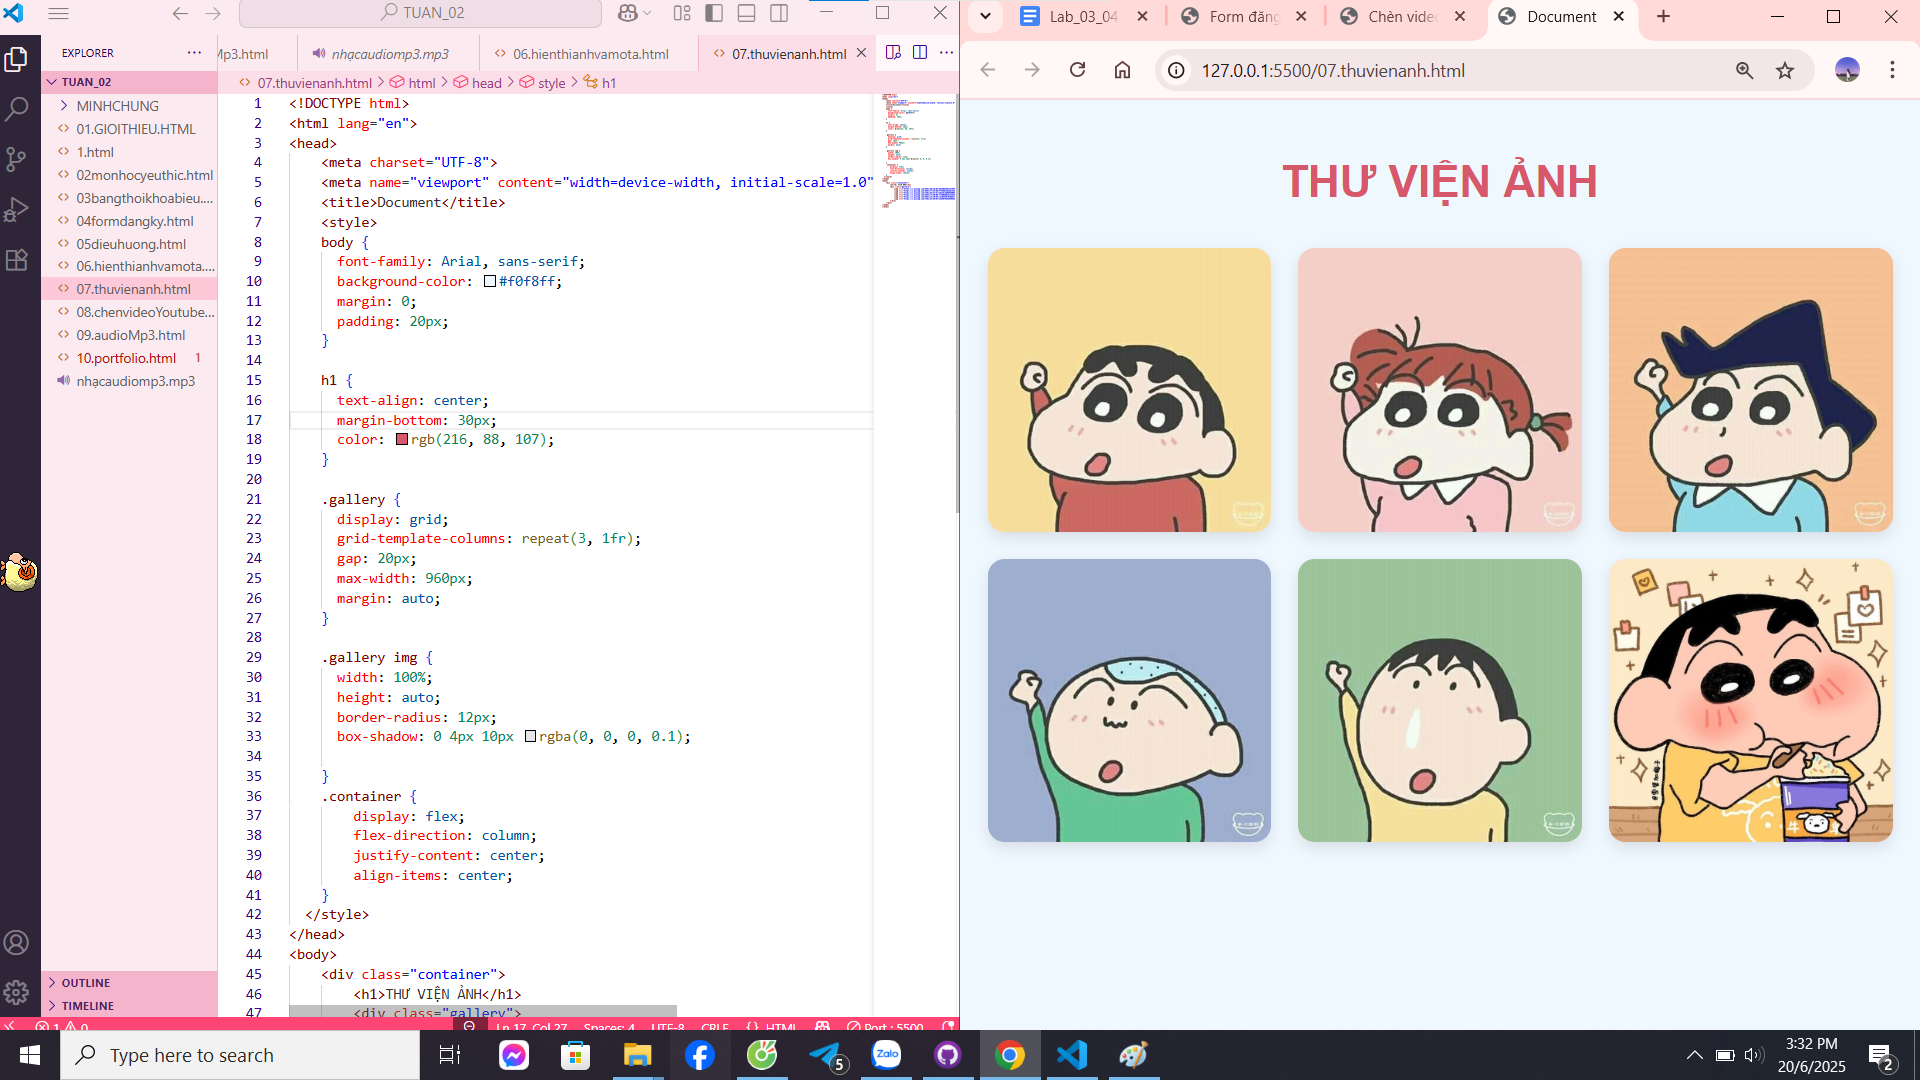 TUAN_02
EXPLORER
Mp3.html
nhạcaudiomp3.mp3
06.hienthianhvamota.html
07.thuvienanh.html
TUAN_02
07.thuvienanh.html > html > head > style > h1
MINHCHUNG
01.GIOITHIEU.HTML
1.html
02monhocyeuthic.html
03bangthoikhoabieu....
04formdangky.html
05dieuhuong.html
06.hienthianhvamota....
07.thuvienanh.html
08.chenvideoYoutube...
09.audioMp3.html
10.portfolio.html 1
nhạcaudiomp3.mp3
OUTLINE
TIMELINE
1 <!DOCTYPE html>
2 <html lang="en">
3 <head>
4 <meta charset="UTF-8">
5 <meta name="viewport" content="width=device-width, initial-scale=1.0"
6 <title>Document</title>
7 <style>
8 body {
9 font-family: Arial, sans-serif;
10 background-color: #f0f8ff;
11 margin: 0;
12 padding: 20px;
13 }
14
15 h1 {
16 text-align: center;
17 margin-bottom: 30px;
18 color: rgb(216, 88, 107);
19 }
20
21 .gallery {
22 display: grid;
23 grid-template-columns: repeat(3, 1fr);
24 gap: 20px;
25 max-width: 960px;
26 margin: auto;
27 }
28
29 .gallery img {
30 width: 100%;
31 height: auto;
32 border-radius: 12px;
33 box-shadow: 0 4px 10px rgba(0, 0, 0, 0.1);
34
35 }
36 .container {
37 display: flex;
38 flex-direction: column;
39 justify-content: center;
40 align-items: center;
41 }
42 </style>
43 </head>
44 <body>
45 <div class="container">
46 <h1>THƯ VIỆN ẢNH</h1>
47 <div class="gallery">
1 0
Ln 17, Col 27 Spaces: 4 UTF-8 CRLF {} HTML Port : 5500
Lab_03_04
Form đăng
Chèn video
Document
127.0.0.1:5500/07.thuvienanh.html
THƯ VIỆN ẢNH
Type here to search
5
Zalo
3:32 PM
20/6/2025
2